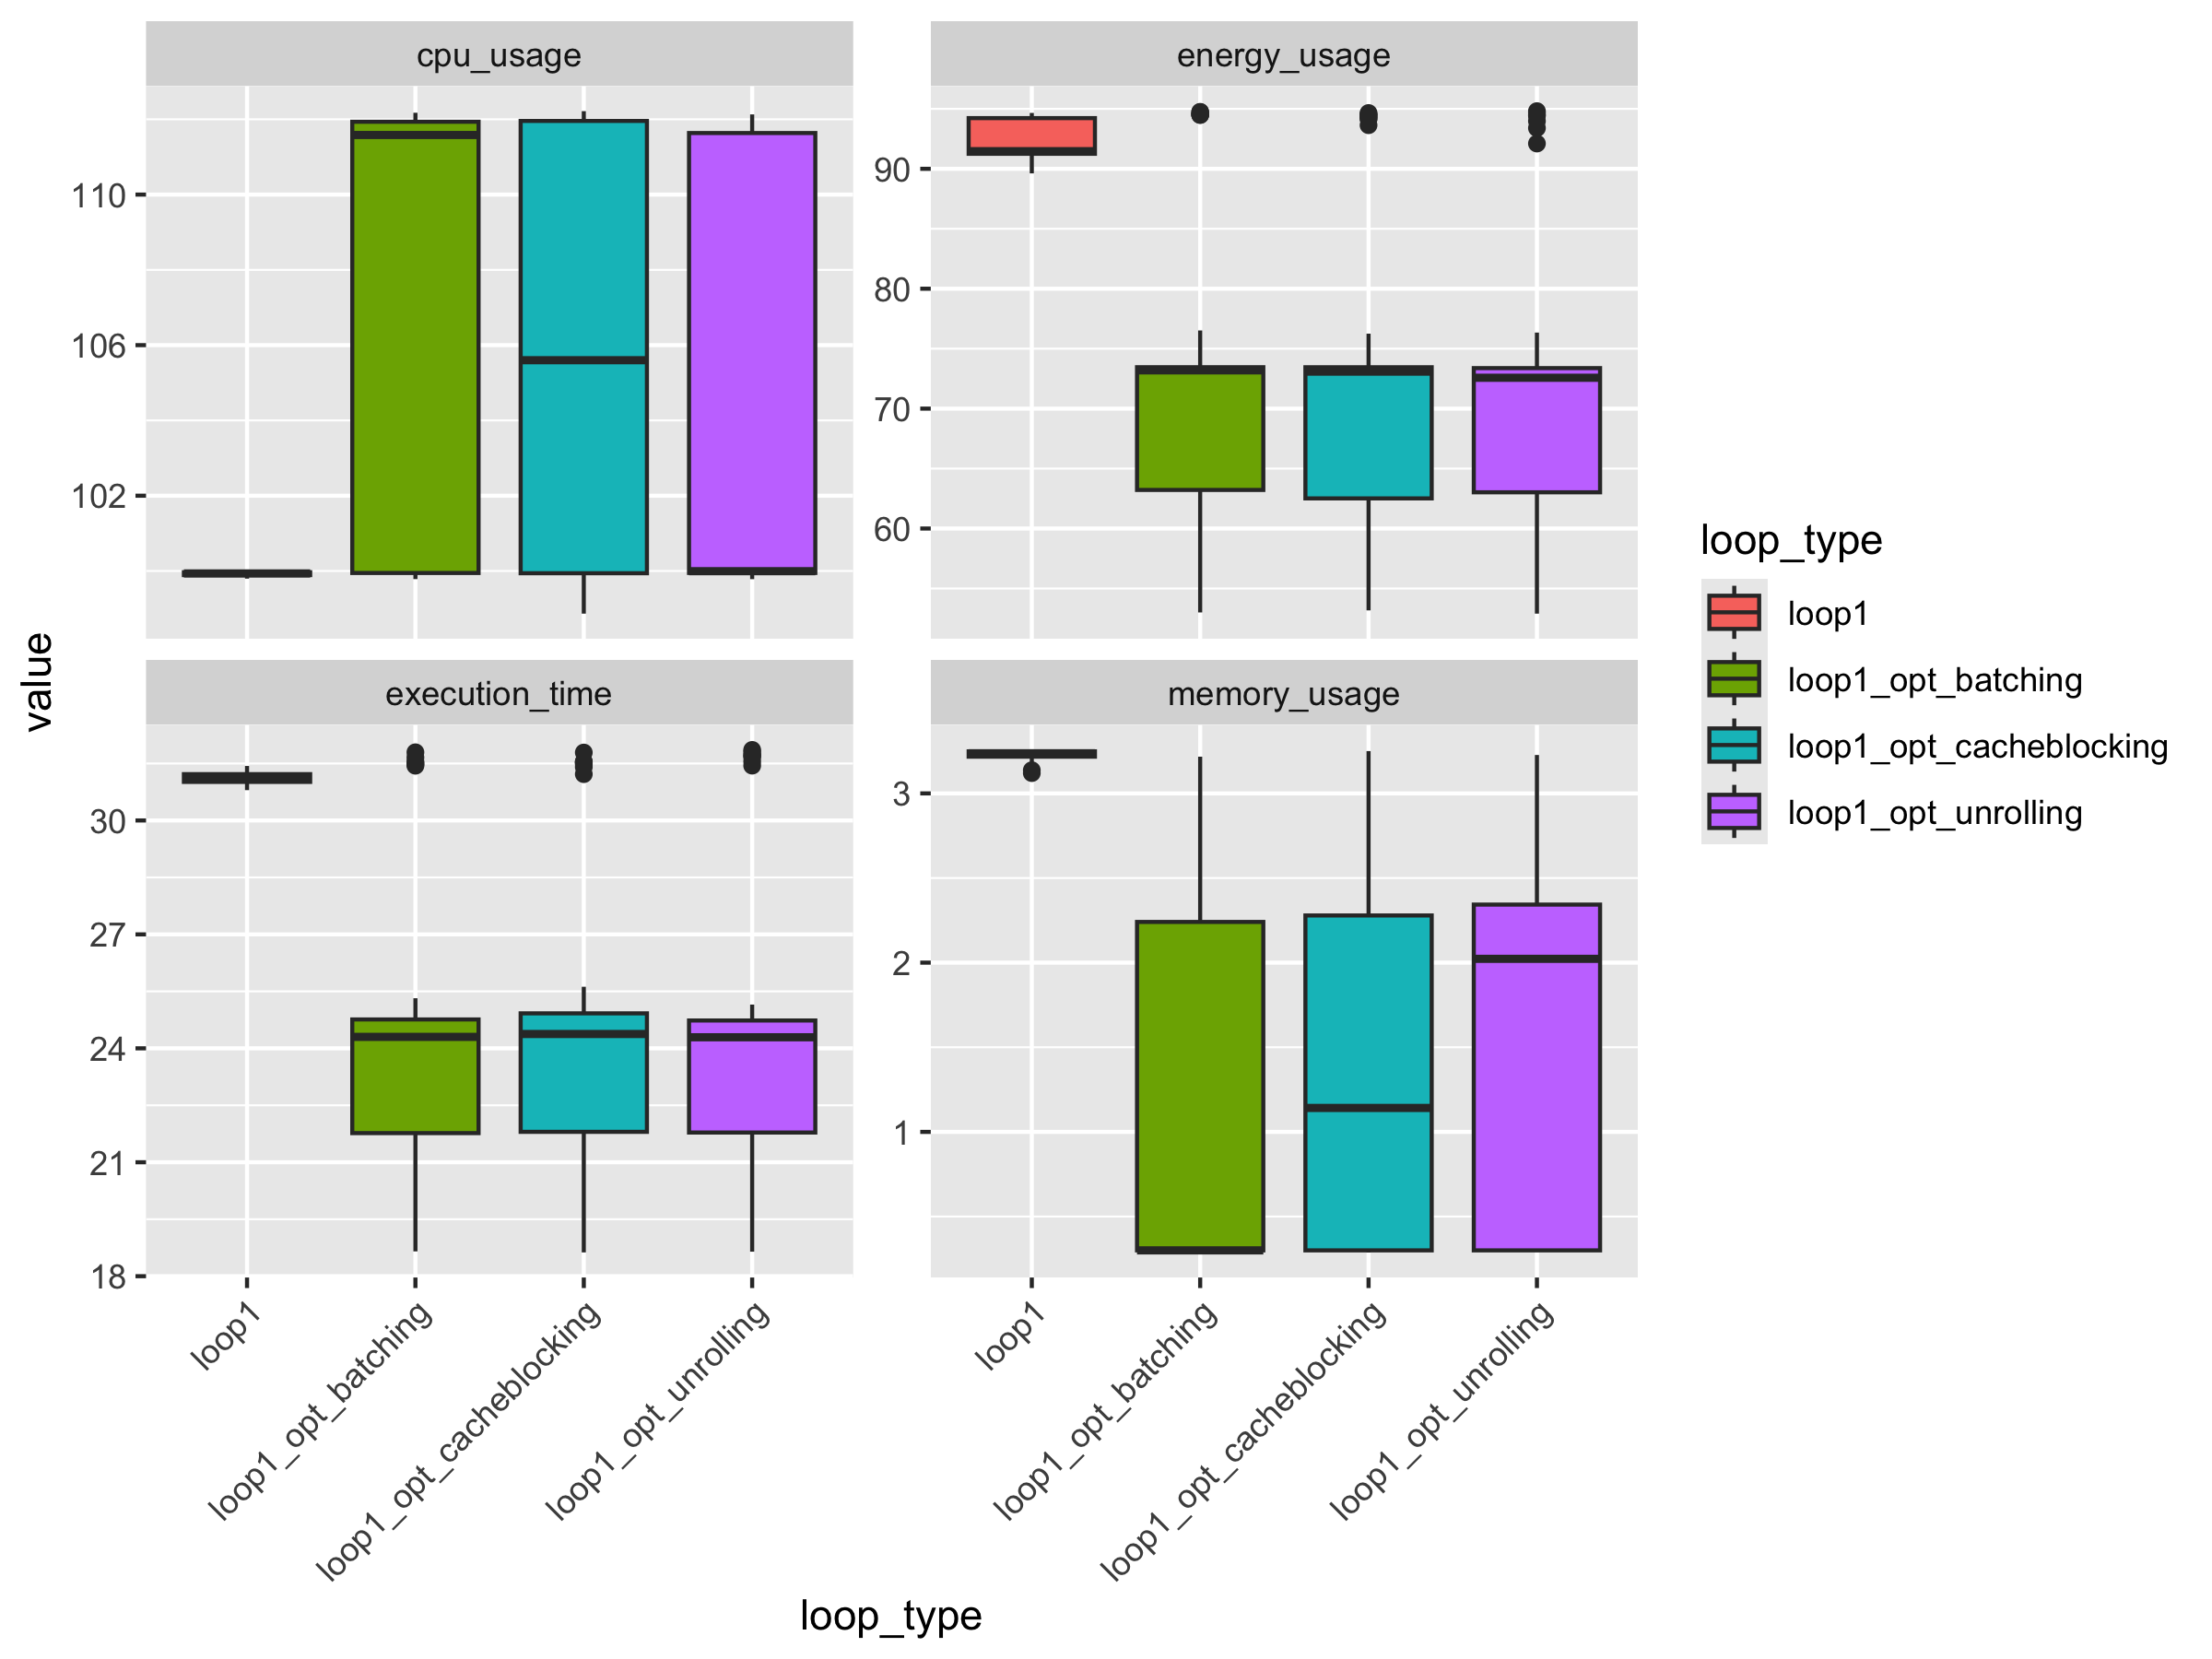 cpu_usage
energy_usage
110
106
102
90
80
70
60
value
execution_time
memory_usage
30
27
24
21
18
3
2
1
loop1
loop1_opt_batching
loop1_opt_cacheblocking
loop1_opt_unrolling
loop1
loop1_opt_batching
loop1_opt_cacheblocking
loop1_opt_unrolling
loop_type
loop_type
loop1
loop1_opt_batching
loop1_opt_cacheblocking
loop1_opt_unrolling